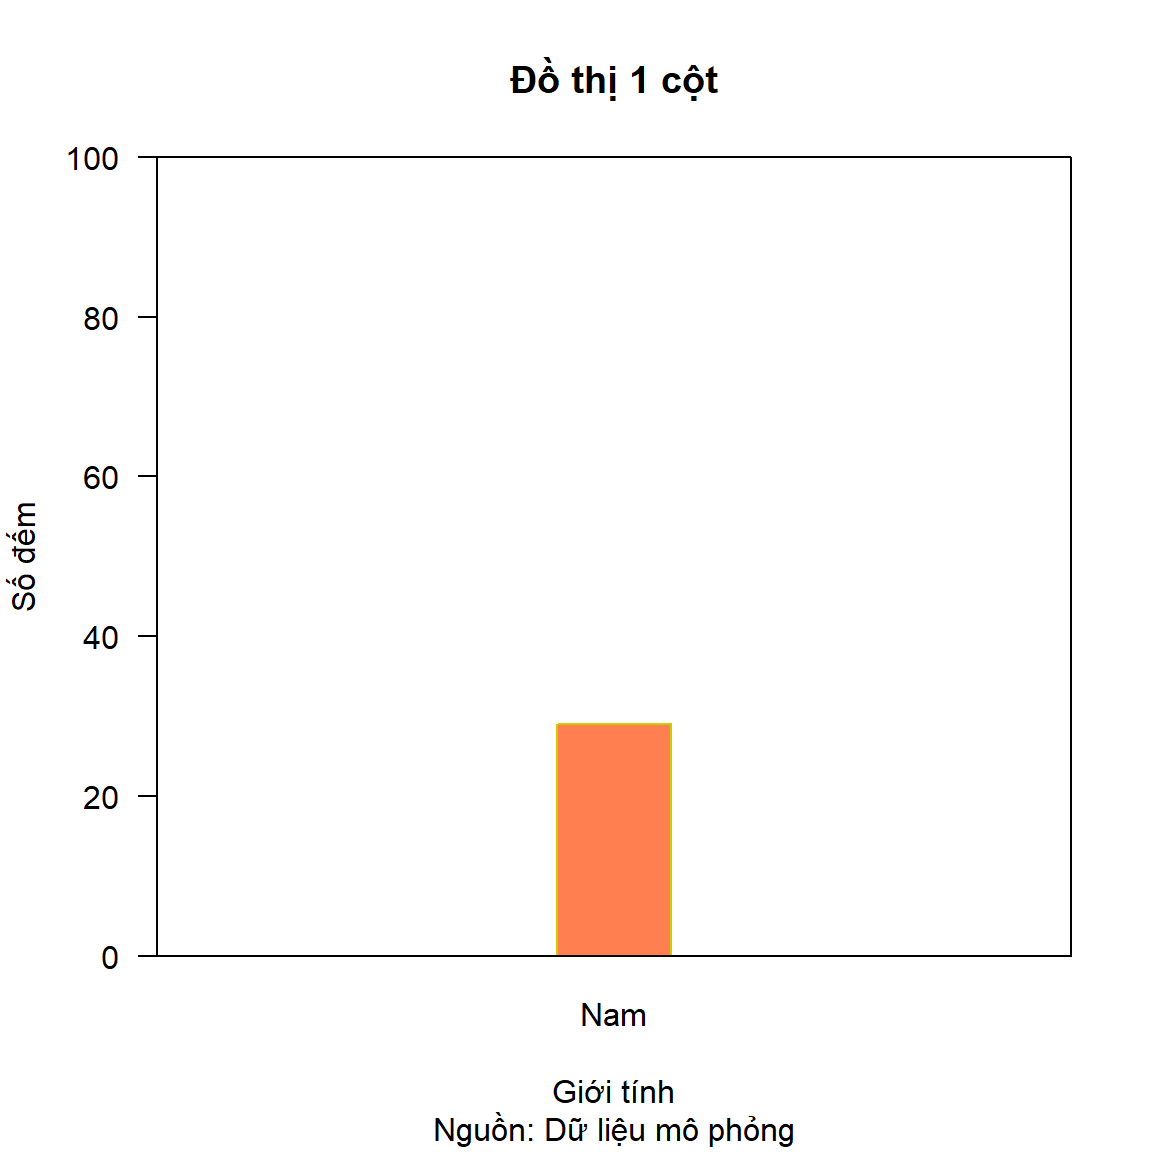 Đồ thị 1 cột
100
80
60
40
20
0
Số đếm
Nam
Giới tính
Nguồn: Dữ liệu mô phỏng